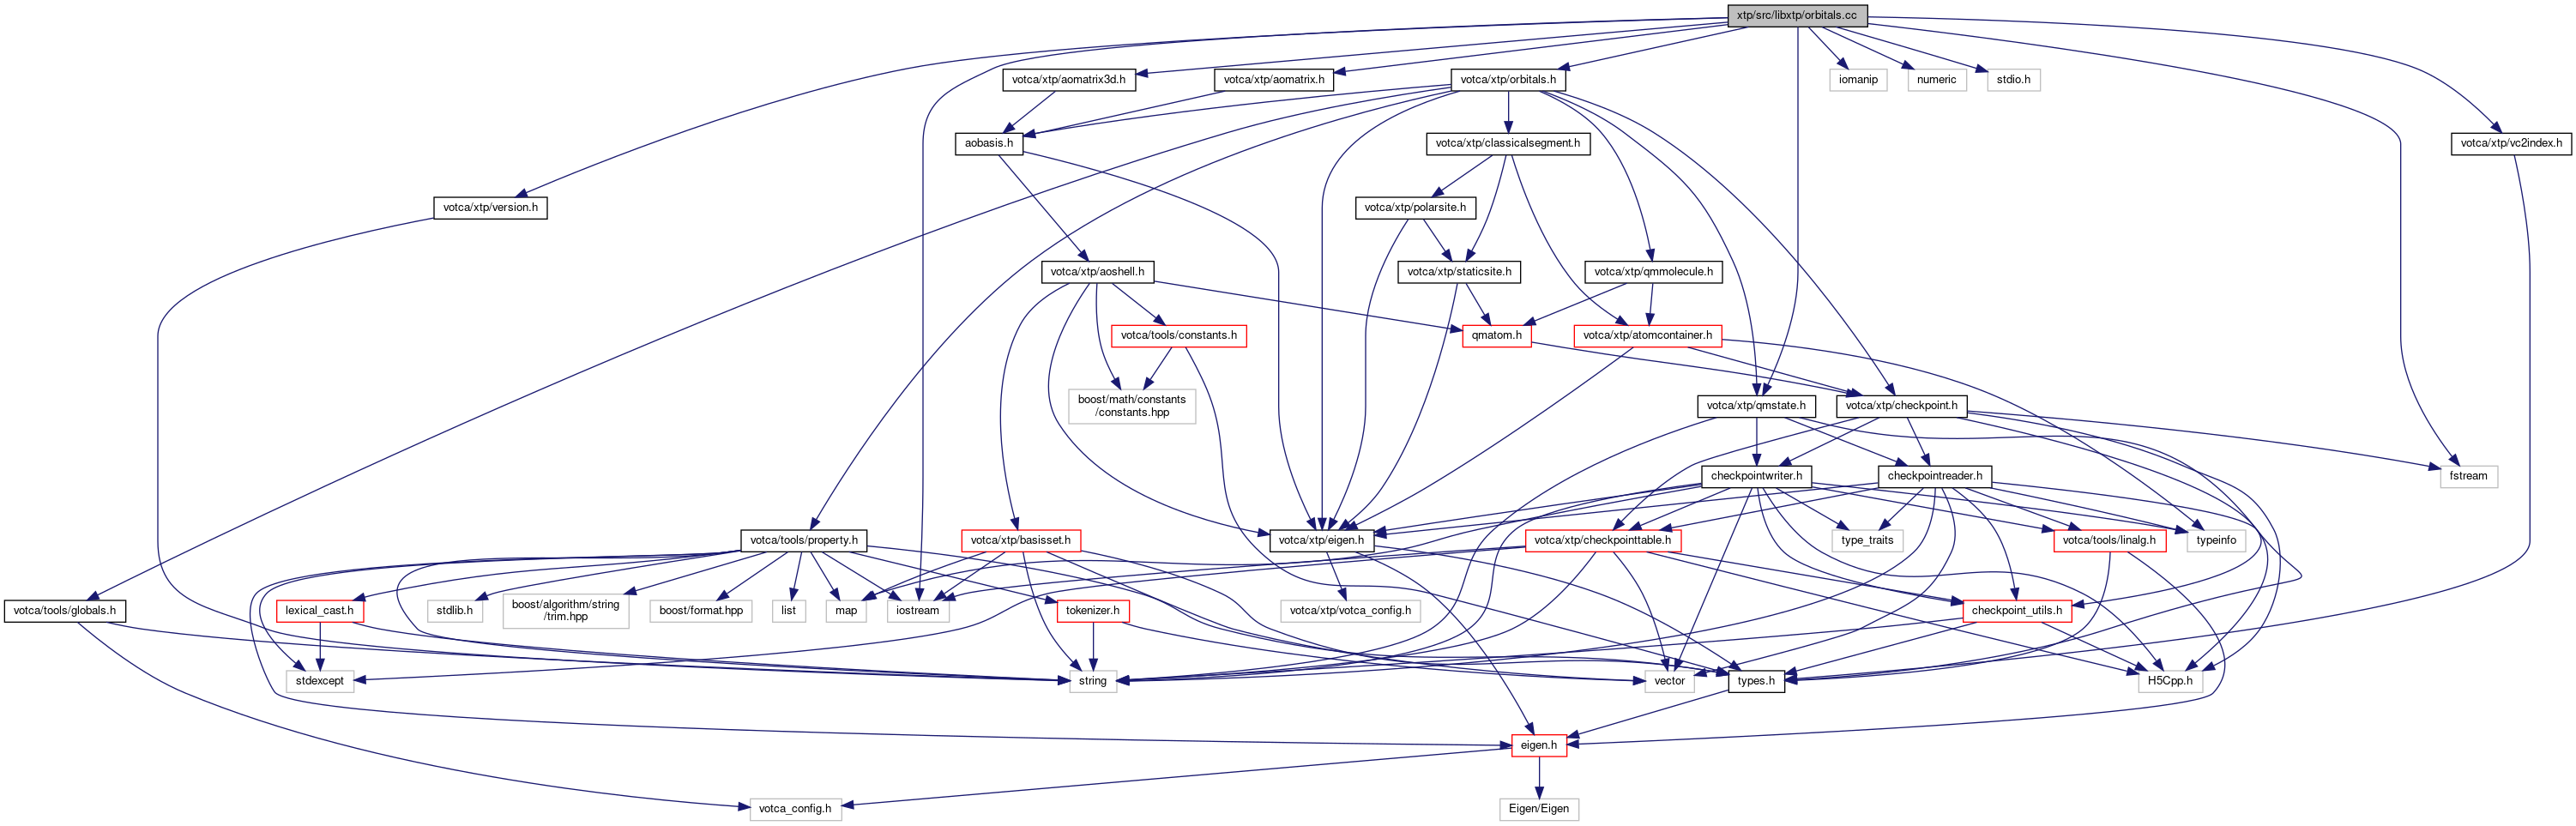 xtp/src/libxtp/orbitals.cc
votca/xtp/aomatrix3d.h
votca/xtp/aomatrix.h
votca/xtp/orbitals.h
iomanip
numeric
stdio.h
aobasis.h
votca/xtp/classicalsegment.h
votca/xtp/vc2index.h
votca/xtp/version.h
votca/xtp/polarsite.h
votca/xtp/aoshell.h
votca/xtp/staticsite.h
votca/xtp/qmmolecule.h
votca/tools/constants.h
qmatom.h
votca/xtp/atomcontainer.h
boost/math/constants
/constants.hpp
votca/xtp/qmstate.h
votca/xtp/checkpoint.h
checkpointwriter.h
checkpointreader.h
fstream
votca/tools/property.h
votca/xtp/basisset.h
votca/xtp/eigen.h
votca/xtp/checkpointtable.h
type_traits
votca/tools/linalg.h
typeinfo
votca/tools/globals.h
lexical_cast.h
stdlib.h
boost/algorithm/string
/trim.hpp
boost/format.hpp
list
map
iostream
tokenizer.h
votca/xtp/votca_config.h
checkpoint_utils.h
stdexcept
string
vector
types.h
H5Cpp.h
eigen.h
votca_config.h
Eigen/Eigen